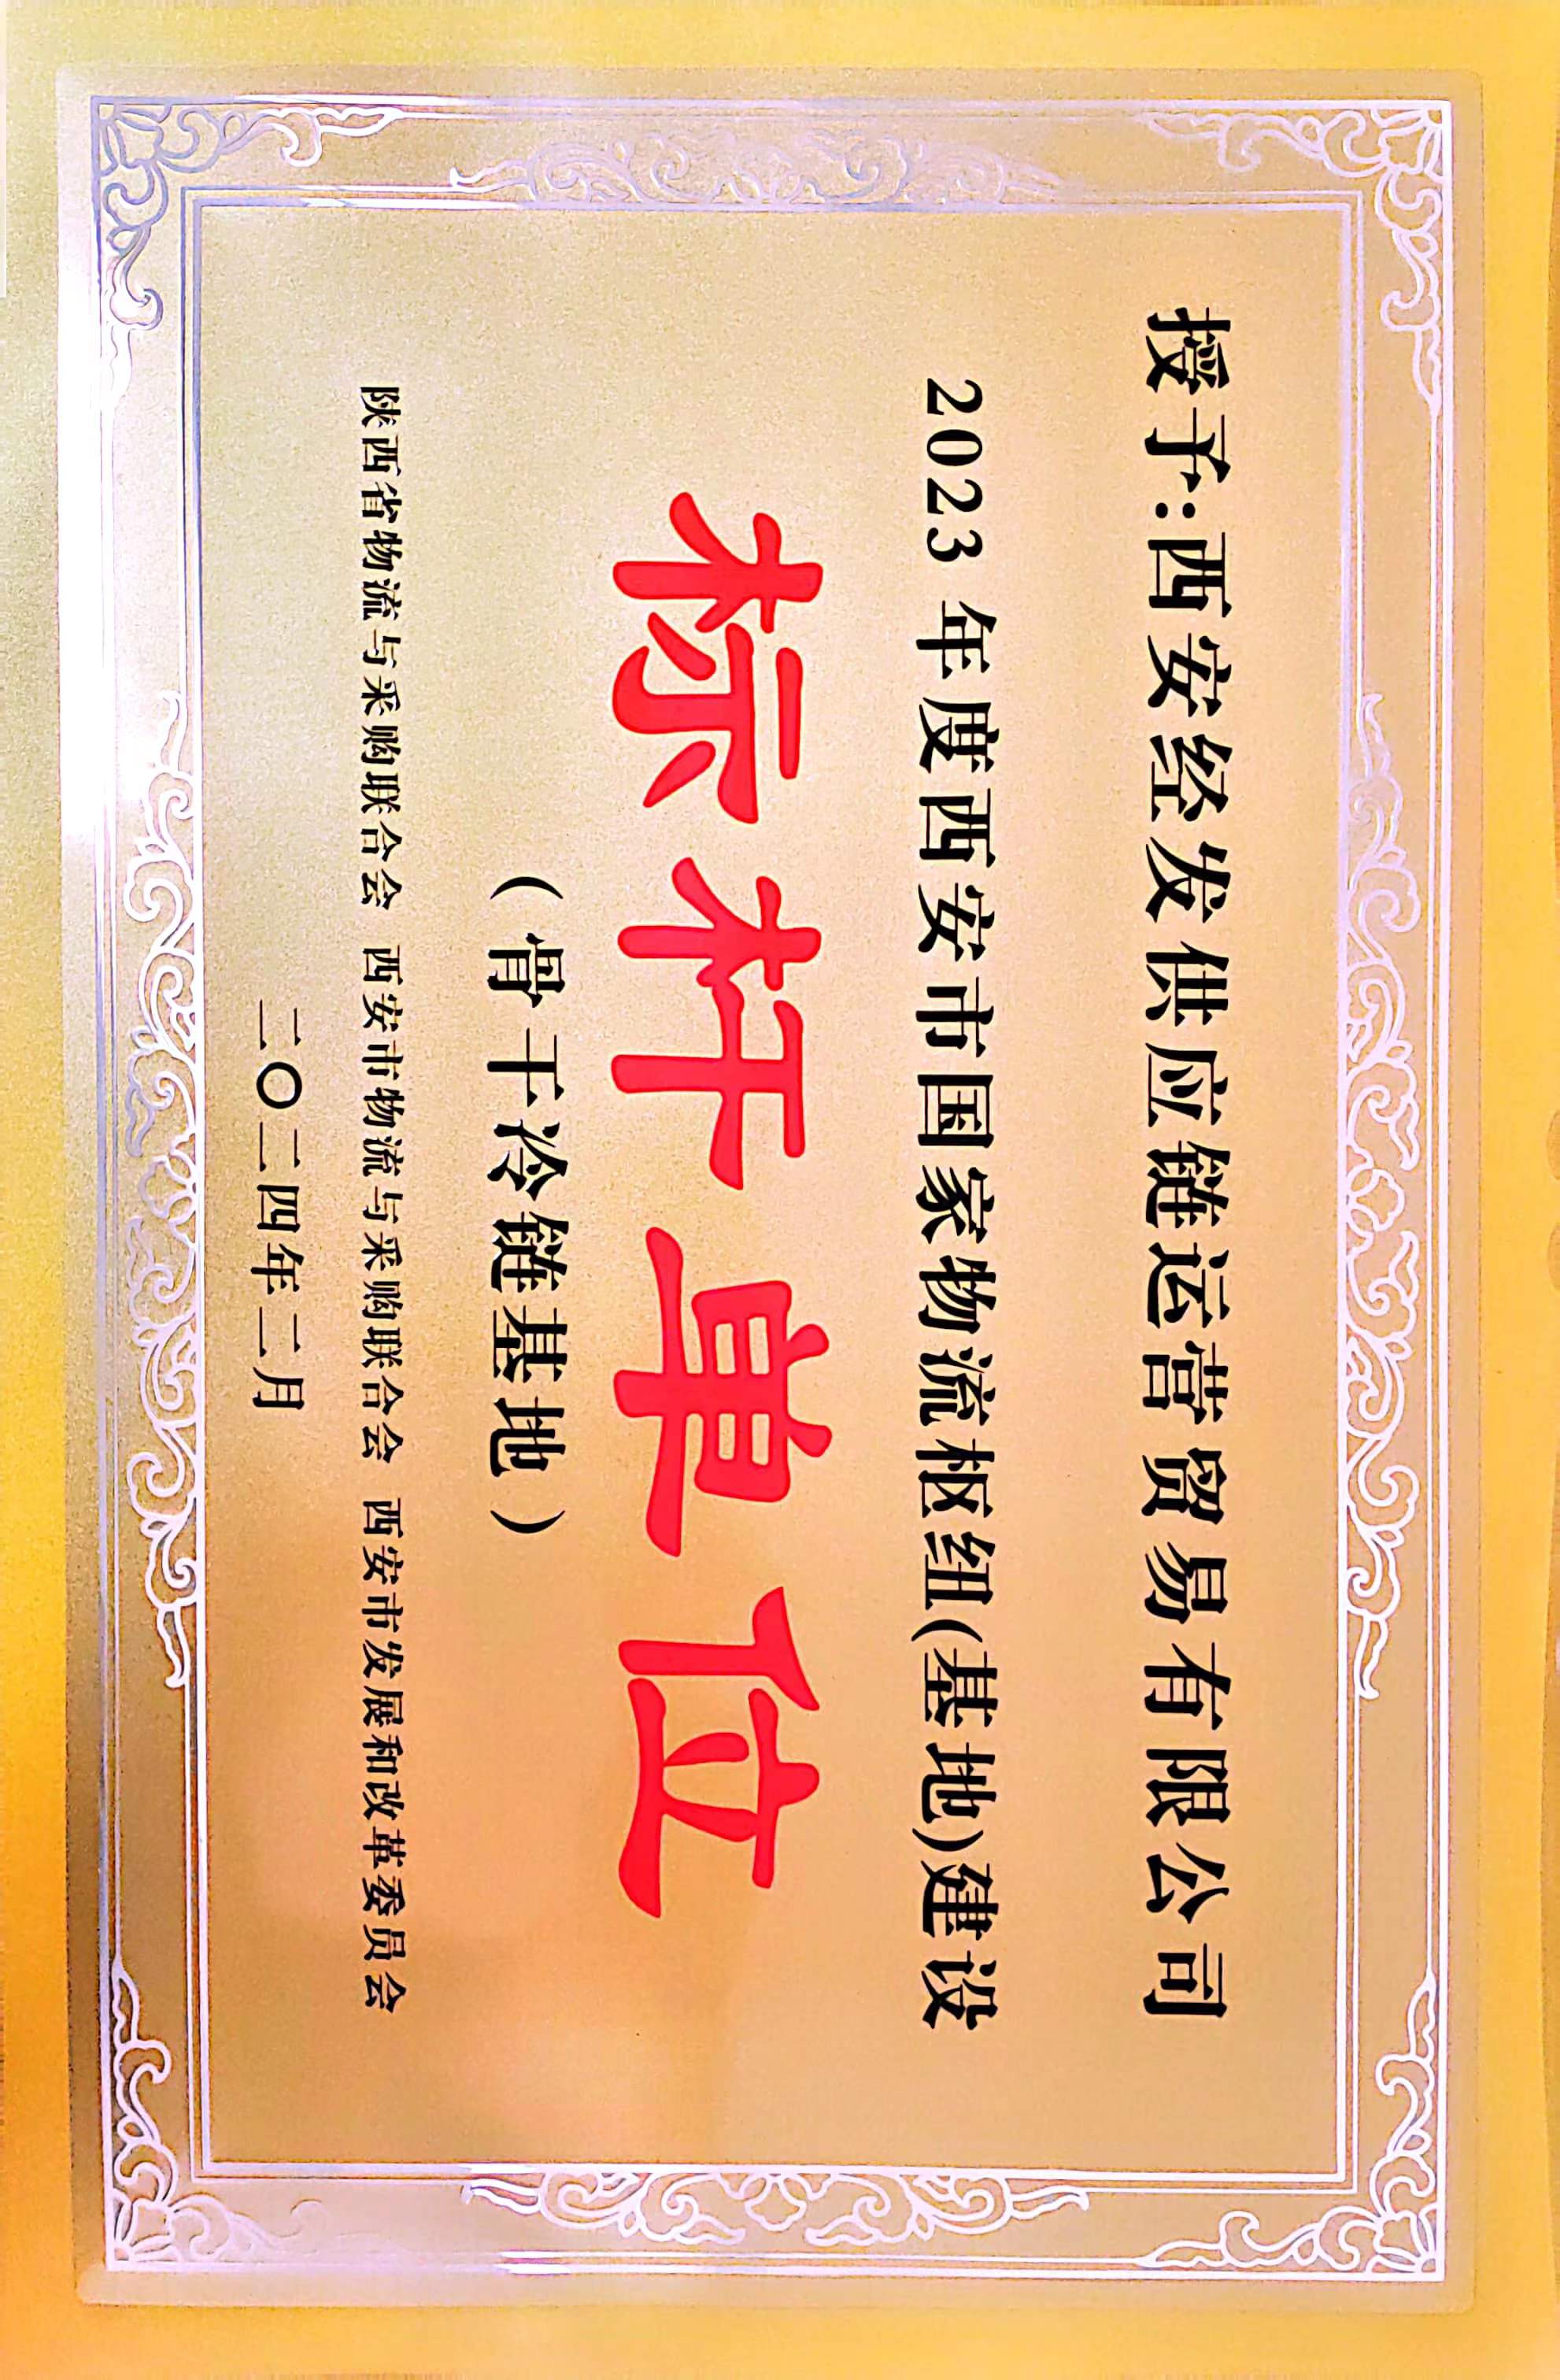 授予:西安经发供应链运营贸易有限公司
2023 年度西安市国家物流枢纽(基地)建设
标杆单位
（骨干冷链基地）
陕西省物流与采购联合会 西安市物流与采购联合会 西安市发展和改革委员会
二〇二四年二月